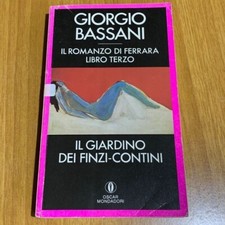 GIORGIO
BASSANI
IL ROMANZO DI FERRARA
LIBRO TERZO
IL GIARDINO
DEI FINZI-CONTINI
OSCAR
MONDADORI